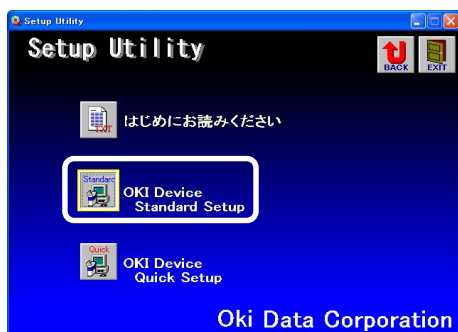 Setup Utility
Setup Utility
BACK
EXIT
TXT
はじめにお読みください
Standard
OKI Device
Standard Setup
Quick
OKI Device
Quick Setup
Oki Data Corporation